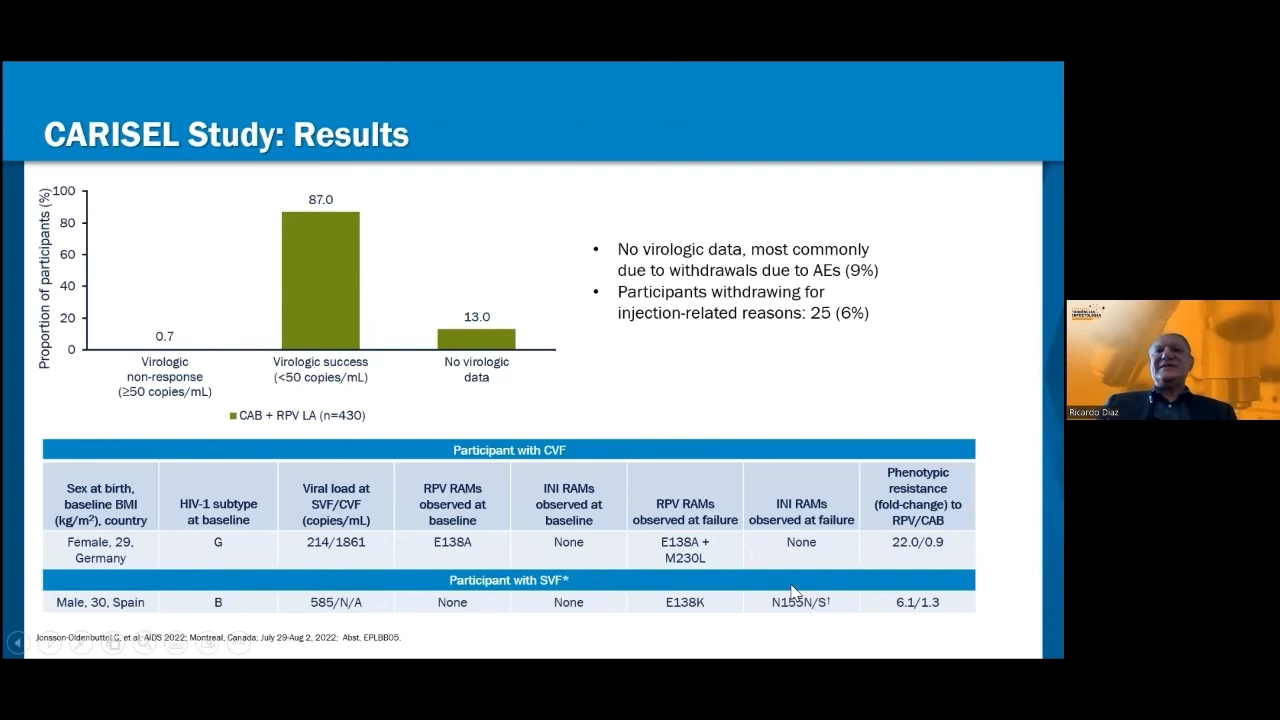 CARISEL Study: Results
Proportion of participants (%)
100
80
60
40
20
0
0.7
87.0
13.0
Virologic
non-response
(≥50 copies/mL)
Virologic success
(<50 copies/mL)
No virologic
data
CAB + RPV LA (n=430)
• No virologic data, most commonly
due to withdrawals due to AEs (9%)
• Participants withdrawing for
injection-related reasons: 25 (6%)
Participant with CVF
Sex at birth,
baseline BMI
(kg/m²), country
HIV-1 subtype
at baseline
Viral load at
SVF/CVF
(copies/mL)
RPV RAMs
observed at
baseline
INI RAMs
observed at
baseline
RPV RAMs
observed at failure
INI RAMs
observed at failure
Phenotypic
resistance
(fold-change) to
RPV/CAB
Female, 29,
Germany
G
214/1861
E138A
None
E138A +
M230L
None
22.0/0.9
Participant with SVF*
Male, 30, Spain
B
585/N/A
None
None
E138K
N155N/S†
6.1/1.3
Jonsson-Oldenbuttel C, et al. AIDS 2022; Montreal, Canada; July 29-Aug 2, 2022; Abst. EPLBB05.
INFECTOLOGIA
Ricardo Diaz